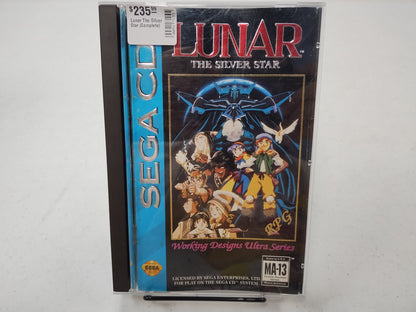 $235.99
Lunar The Silver
Star (Complete)
LUNAR
THE SILVER STAR
SEGA CD
RPG
Working Designs Ultra Series
SEGA
LICENSED BY SEGA ENTERPRISES, LTD.
FOR PLAY ON THE SEGA CD™ SYSTEM
MA-13